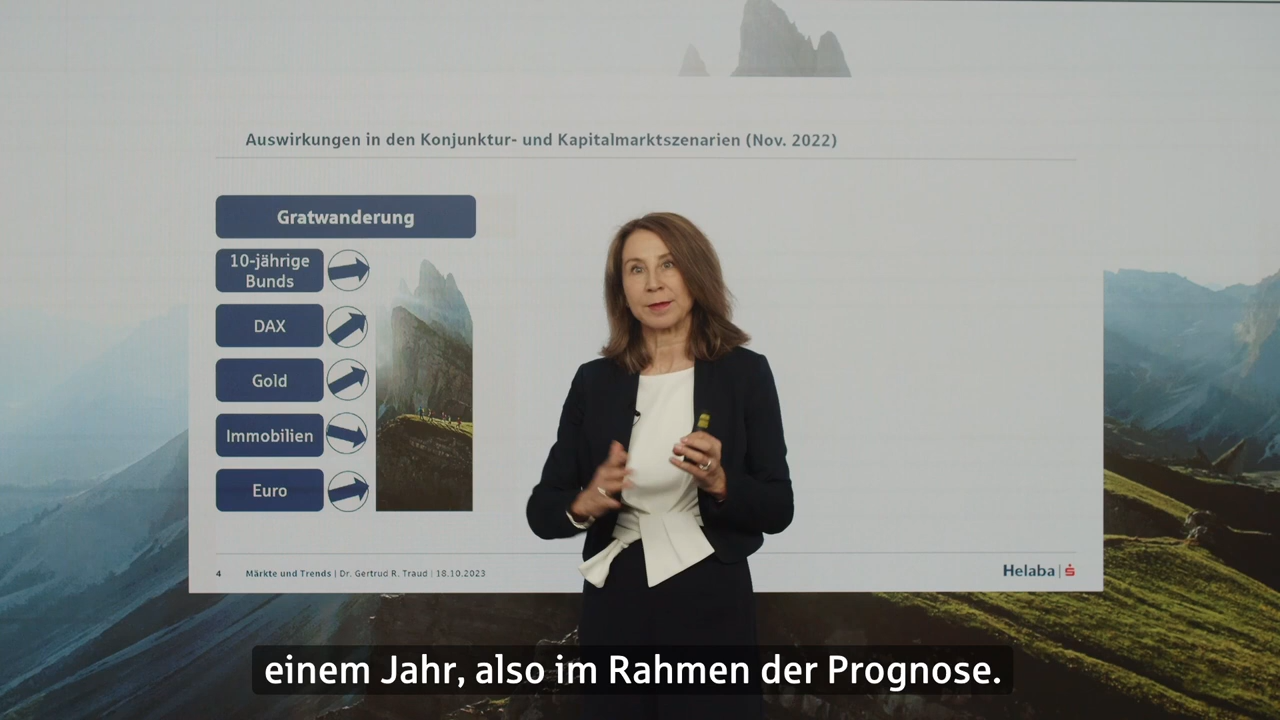 Auswirkungen in den Konjunktur- und Kapitalmarktszenarien (Nov. 2022)
Gratwanderung
10-jährige
Bunds
DAX
Gold
Immobilien
Euro
4 Märkte und Trends | Dr. Gertrud R. Traud | 18.10.2023
Helaba
einem Jahr, also im Rahmen der Prognose.